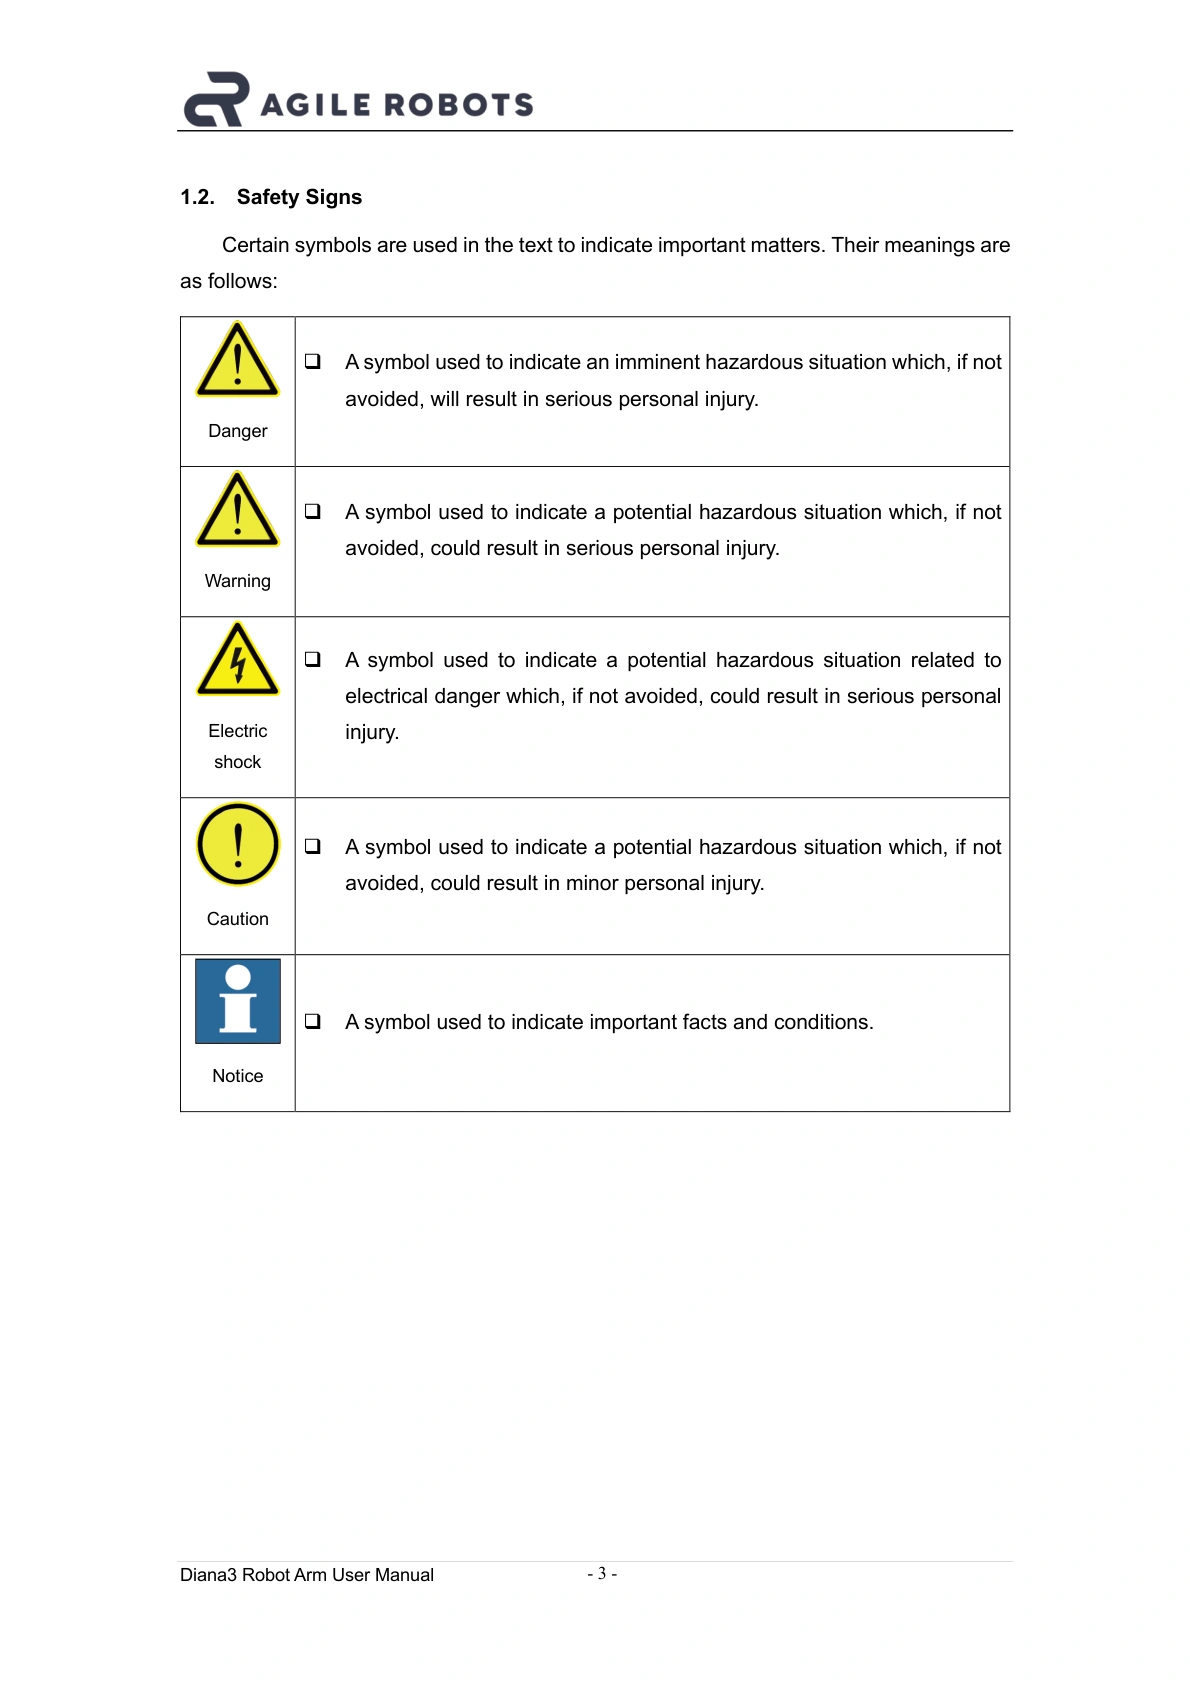 AGILE ROBOTS
1.2. Safety Signs
Certain symbols are used in the text to indicate important matters. Their meanings are
as follows:
Danger
❑ A symbol used to indicate an imminent hazardous situation which, if not
avoided, will result in serious personal injury.
Warning
❑ A symbol used to indicate a potential hazardous situation which, if not
avoided, could result in serious personal injury.
Electric
shock
❑ A symbol used to indicate a potential hazardous situation related to
electrical danger which, if not avoided, could result in serious personal
injury.
Caution
❑ A symbol used to indicate a potential hazardous situation which, if not
avoided, could result in minor personal injury.
Notice
❑ A symbol used to indicate important facts and conditions.
Diana3 Robot Arm User Manual - 3 -